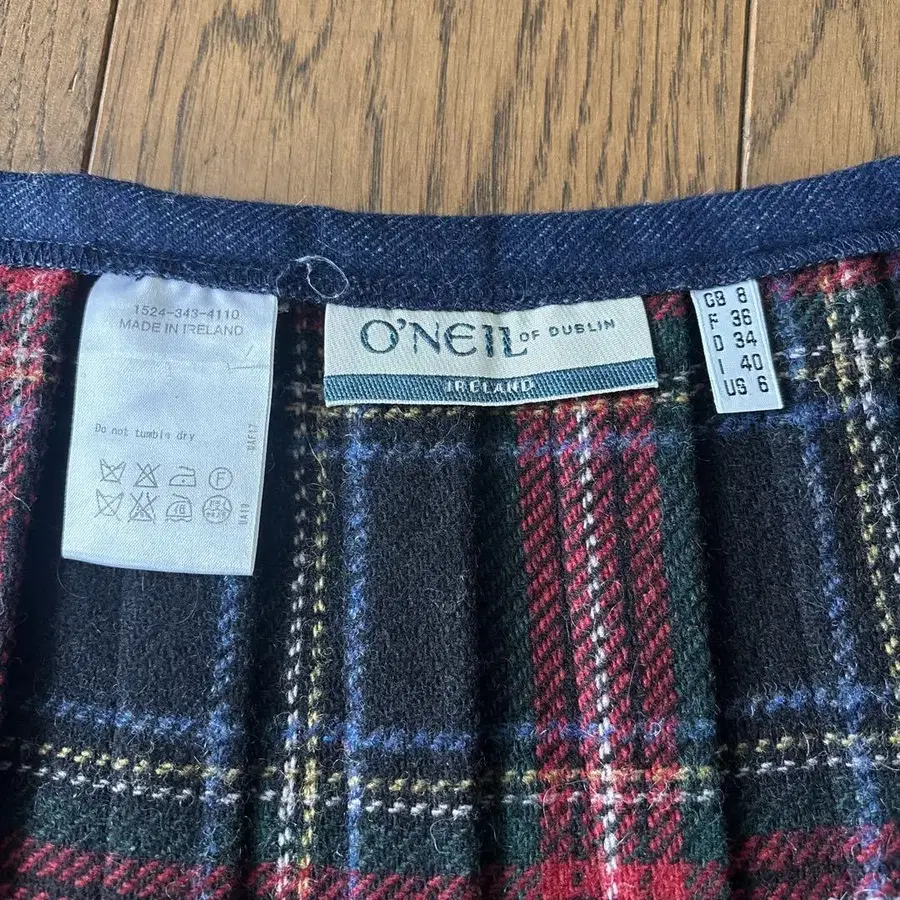 1524-343-4110
MADE IN IRELAND
Do not tumble dry
O'NEIL OF DUBLIN
IRELAND
GB 8
F 36
D 34
I 40
US 6